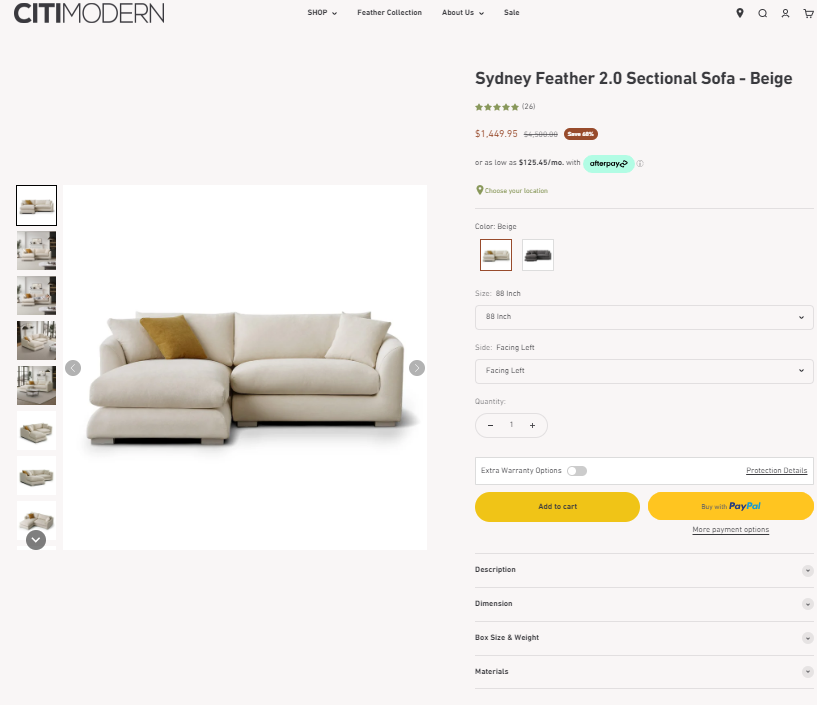 CITIMODERN
SHOP
Feather Collection
About Us
Sale
Sydney Feather 2.0 Sectional Sofa - Beige
(26)
$1,449.95 $4,500.00 Save 68%
or as low as $125.45/mo. with afterpay
Choose your location
Color: Beige
Size: 88 Inch
88 Inch
Side: Facing Left
Facing Left
Quantity:
− 1 +
Extra Warranty Options
Protection Details
Add to cart
Buy with PayPal
More payment options
Description
Dimension
Box Size & Weight
Materials